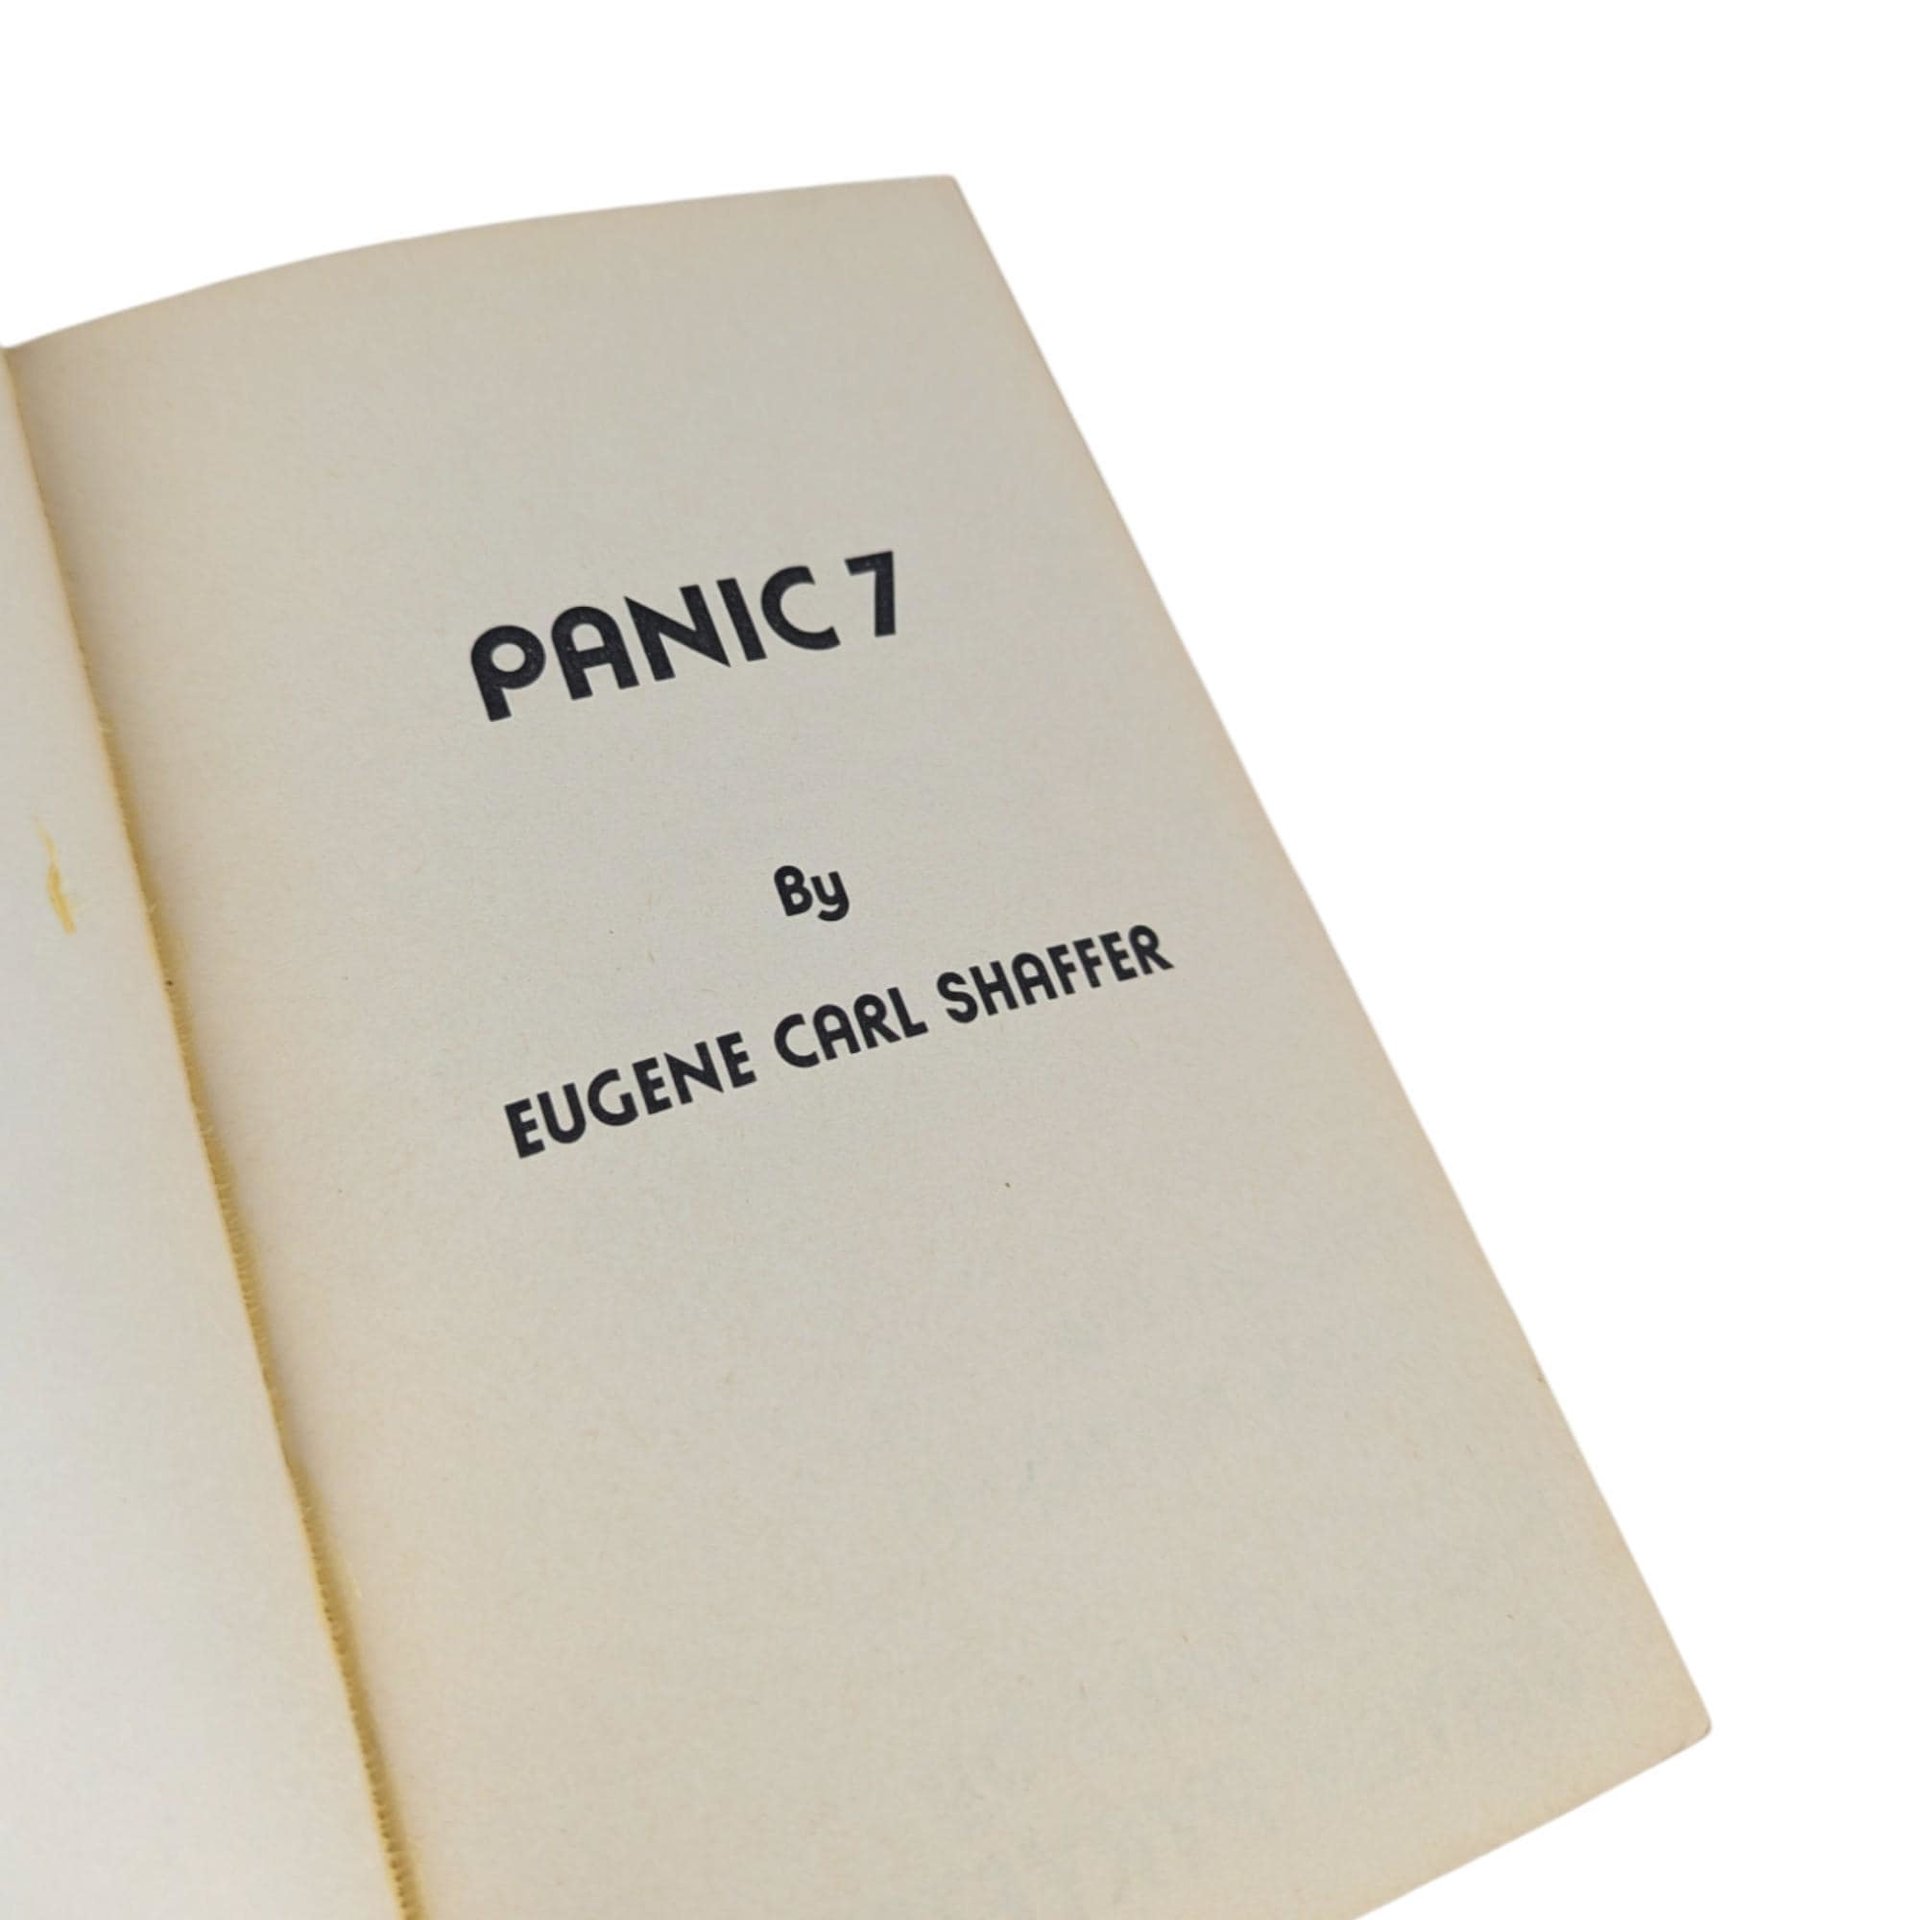 PANIC 7
By
EUGENE CARL SHAFFER